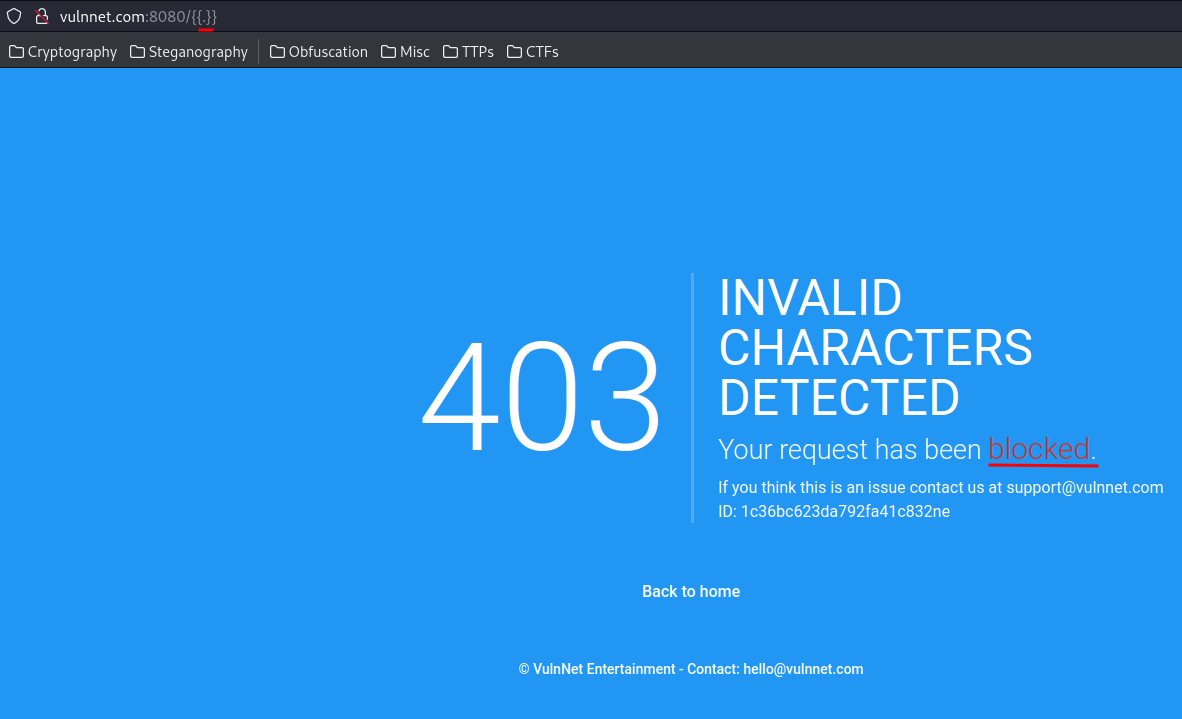 vulnnet.com:8080/{{.}}
Cryptography Steganography Obfuscation Misc TTPs CTFs
403
INVALID
CHARACTERS
DETECTED
Your request has been blocked.
If you think this is an issue contact us at support@vulnnet.com
ID: 1c36bc623da792fa41c832ne
Back to home
© VulnNet Entertainment - Contact: hello@vulnnet.com